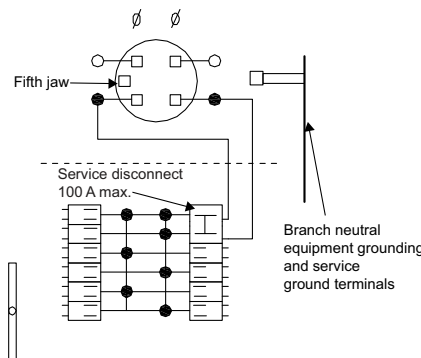 ϕ ϕ
Fifth jaw
Service disconnect
100 A max.
Branch neutral
equipment grounding
and service
ground terminals